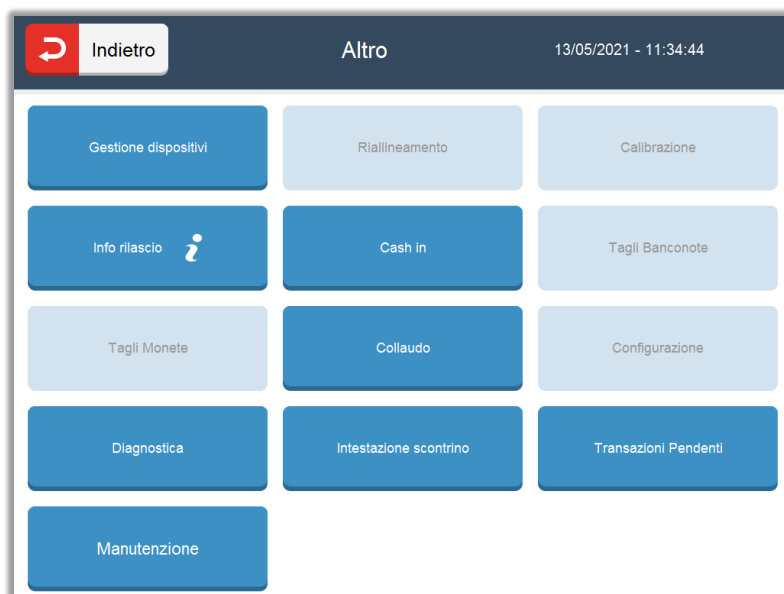 Indietro
Altro
13/05/2021 - 11:34:44
Gestione dispositivi
Riallineamento
Calibrazione
Info rilascio
Cash in
Tagli Banconote
Tagli Monete
Collaudo
Configurazione
Diagnostica
Intestazione scontrino
Transazioni Pendenti
Manutenzione